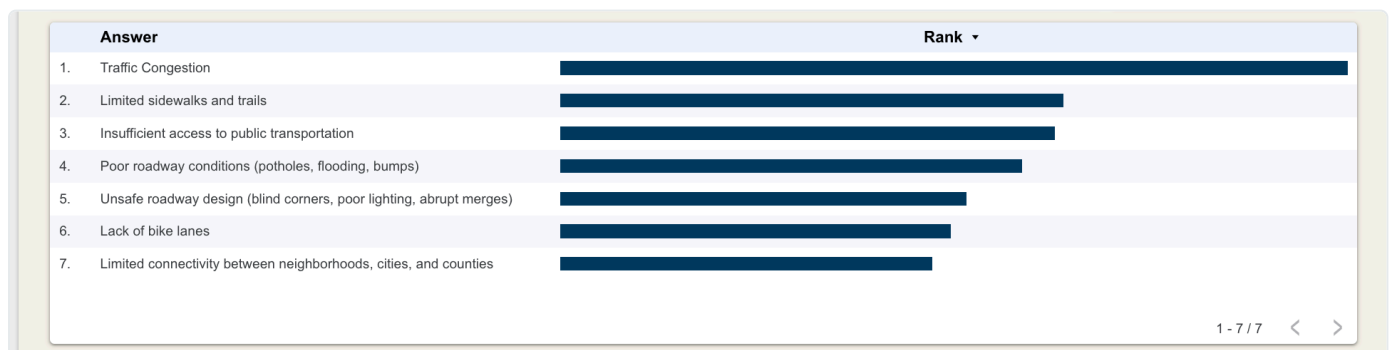 Answer Rank
1. Traffic Congestion
2. Limited sidewalks and trails
3. Insufficient access to public transportation
4. Poor roadway conditions (potholes, flooding, bumps)
5. Unsafe roadway design (blind corners, poor lighting, abrupt merges)
6. Lack of bike lanes
7. Limited connectivity between neighborhoods, cities, and counties
1 - 7 / 7